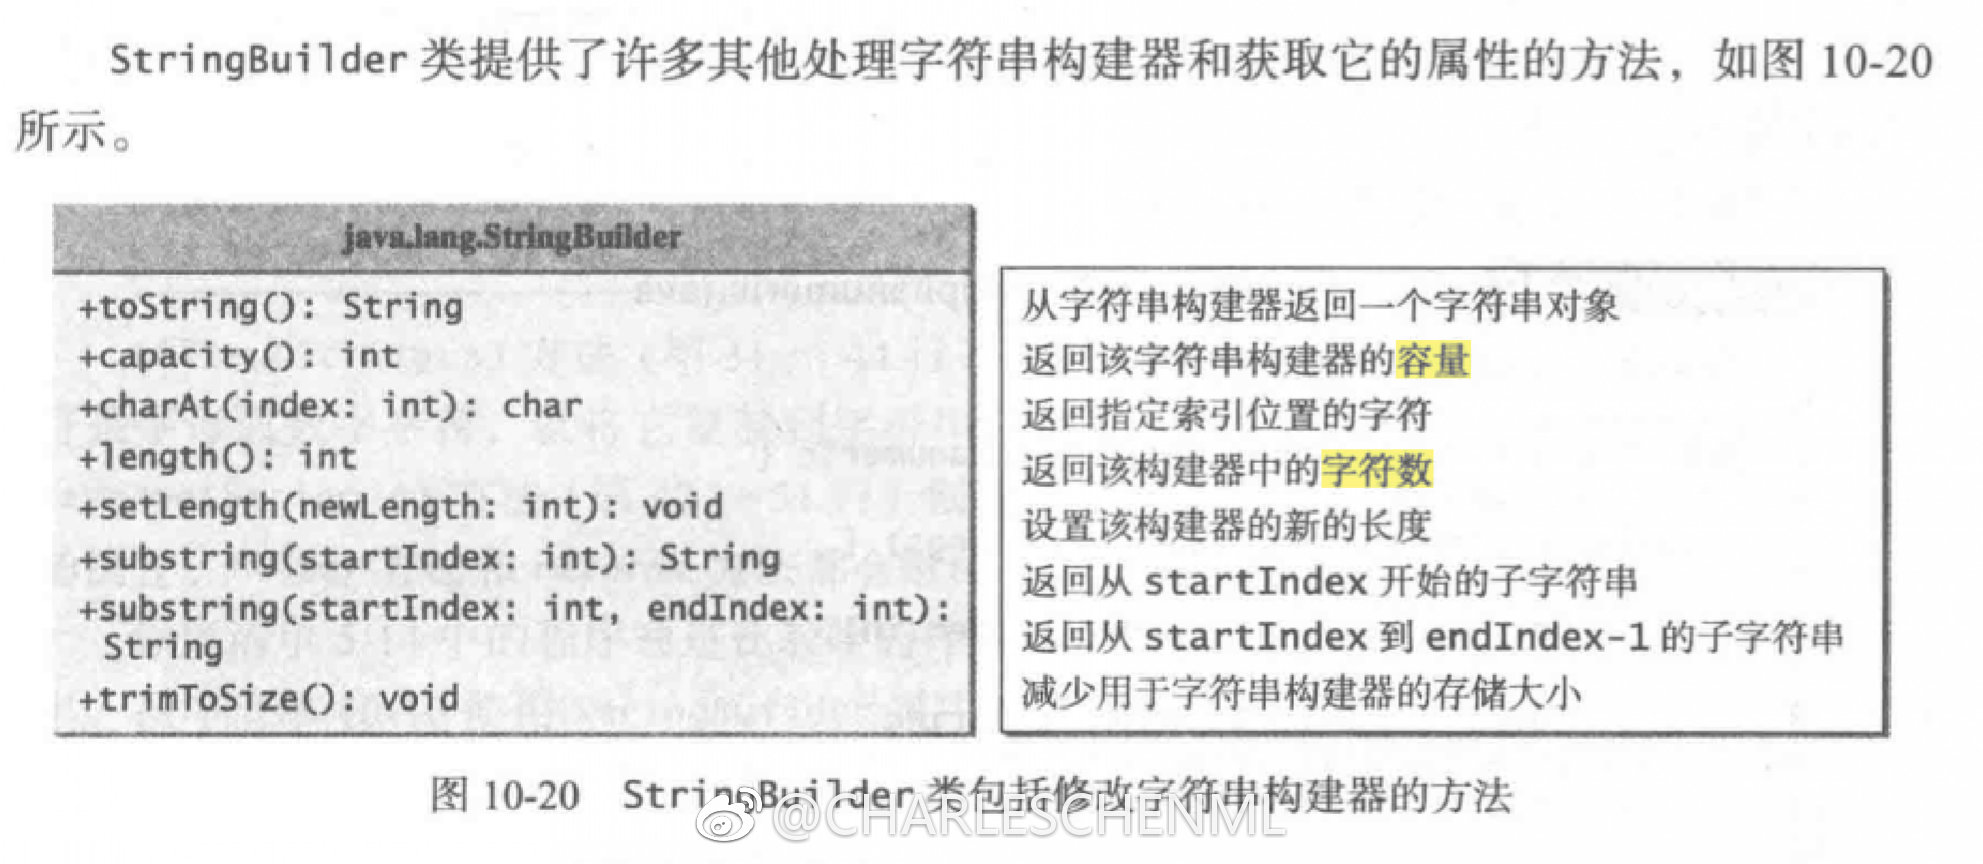 StringBuilder 类提供了许多其他处理字符串构建器和获取它的属性的方法，如图 10-20
所示。
java.lang.StringBuilder
+toString(): String
+capacity(): int
+charAt(index: int): char
+length(): int
+setLength(newLength: int): void
+substring(startIndex: int): String
+substring(startIndex: int, endIndex: int):
String
+trimToSize(): void
从字符串构建器返回一个字符串对象
返回该字符串构建器的容量
返回指定索引位置的字符
返回该构建器中的字符数
设置该构建器的新的长度
返回从 startIndex 开始的子字符串
返回从 startIndex 到 endIndex-1 的子字符串
减少用于字符串构建器的存储大小
图 10-20 StringBuilder 类包括修改字符串构建器的方法
@CHARLESCHENML